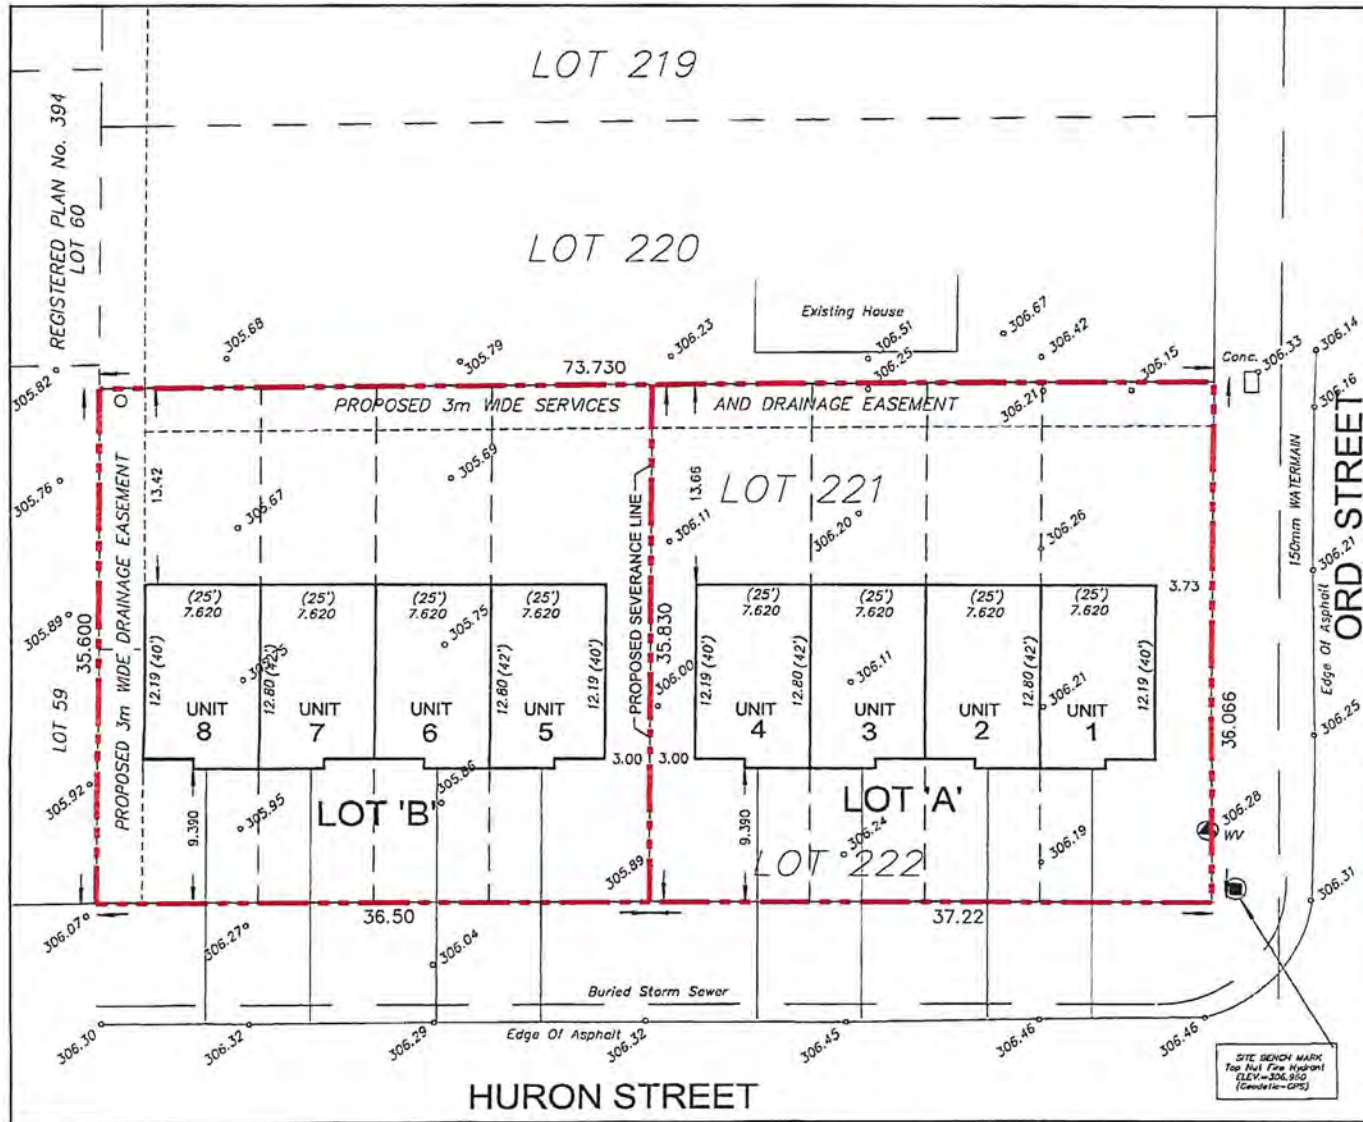 LOT 219
REGISTERED PLAN No. 394
LOT 60
LOT 220
Existing House
305.68
305.79
306.23
306.51
306.67
306.42
306.25
306.15
Conc.
306.33
306.14
305.82
73.730
306.21
306.16
PROPOSED 3m WIDE SERVICES AND DRAINAGE EASEMENT
ORD STREET
150mm WATERMAIN
305.76
13.42
305.69
13.66
LOT 221
305.67
306.11
306.20
306.26
306.21
PROPOSED 3m WIDE DRAINAGE EASEMENT
PROPOSED SEVERANCE LINE
3.73
(25')
7.620
(25')
7.620
(25')
7.620
(25')
7.620
(25')
7.620
(25')
7.620
(25')
7.620
(25')
7.620
305.89
35.600
305.75
35.830
Edge Of Asphalt
12.19 (40')
12.80 (42')
12.80 (42')
12.19 (40')
12.80 (42')
12.80 (42')
12.19 (40')
306.00
306.11
306.21
LOT 59
UNIT
8
UNIT
7
UNIT
6
UNIT
5
UNIT
4
UNIT
3
UNIT
2
UNIT
1
36.066
306.25
3.00
3.00
305.92
305.86
LOT 'B'
LOT 'A'
305.95
9.390
9.390
306.24
306.19
306.28
WV
LOT 222
305.89
306.31
306.07
36.50
37.22
306.27
306.04
Buried Storm Sewer
306.30
306.32
306.29
Edge Of Asphalt
306.32
306.45
306.46
306.46
SITE BENCH MARK
Top Nut Fire Hydrant
ELEV.=306.950
(Geodetic-GPS)
HURON STREET